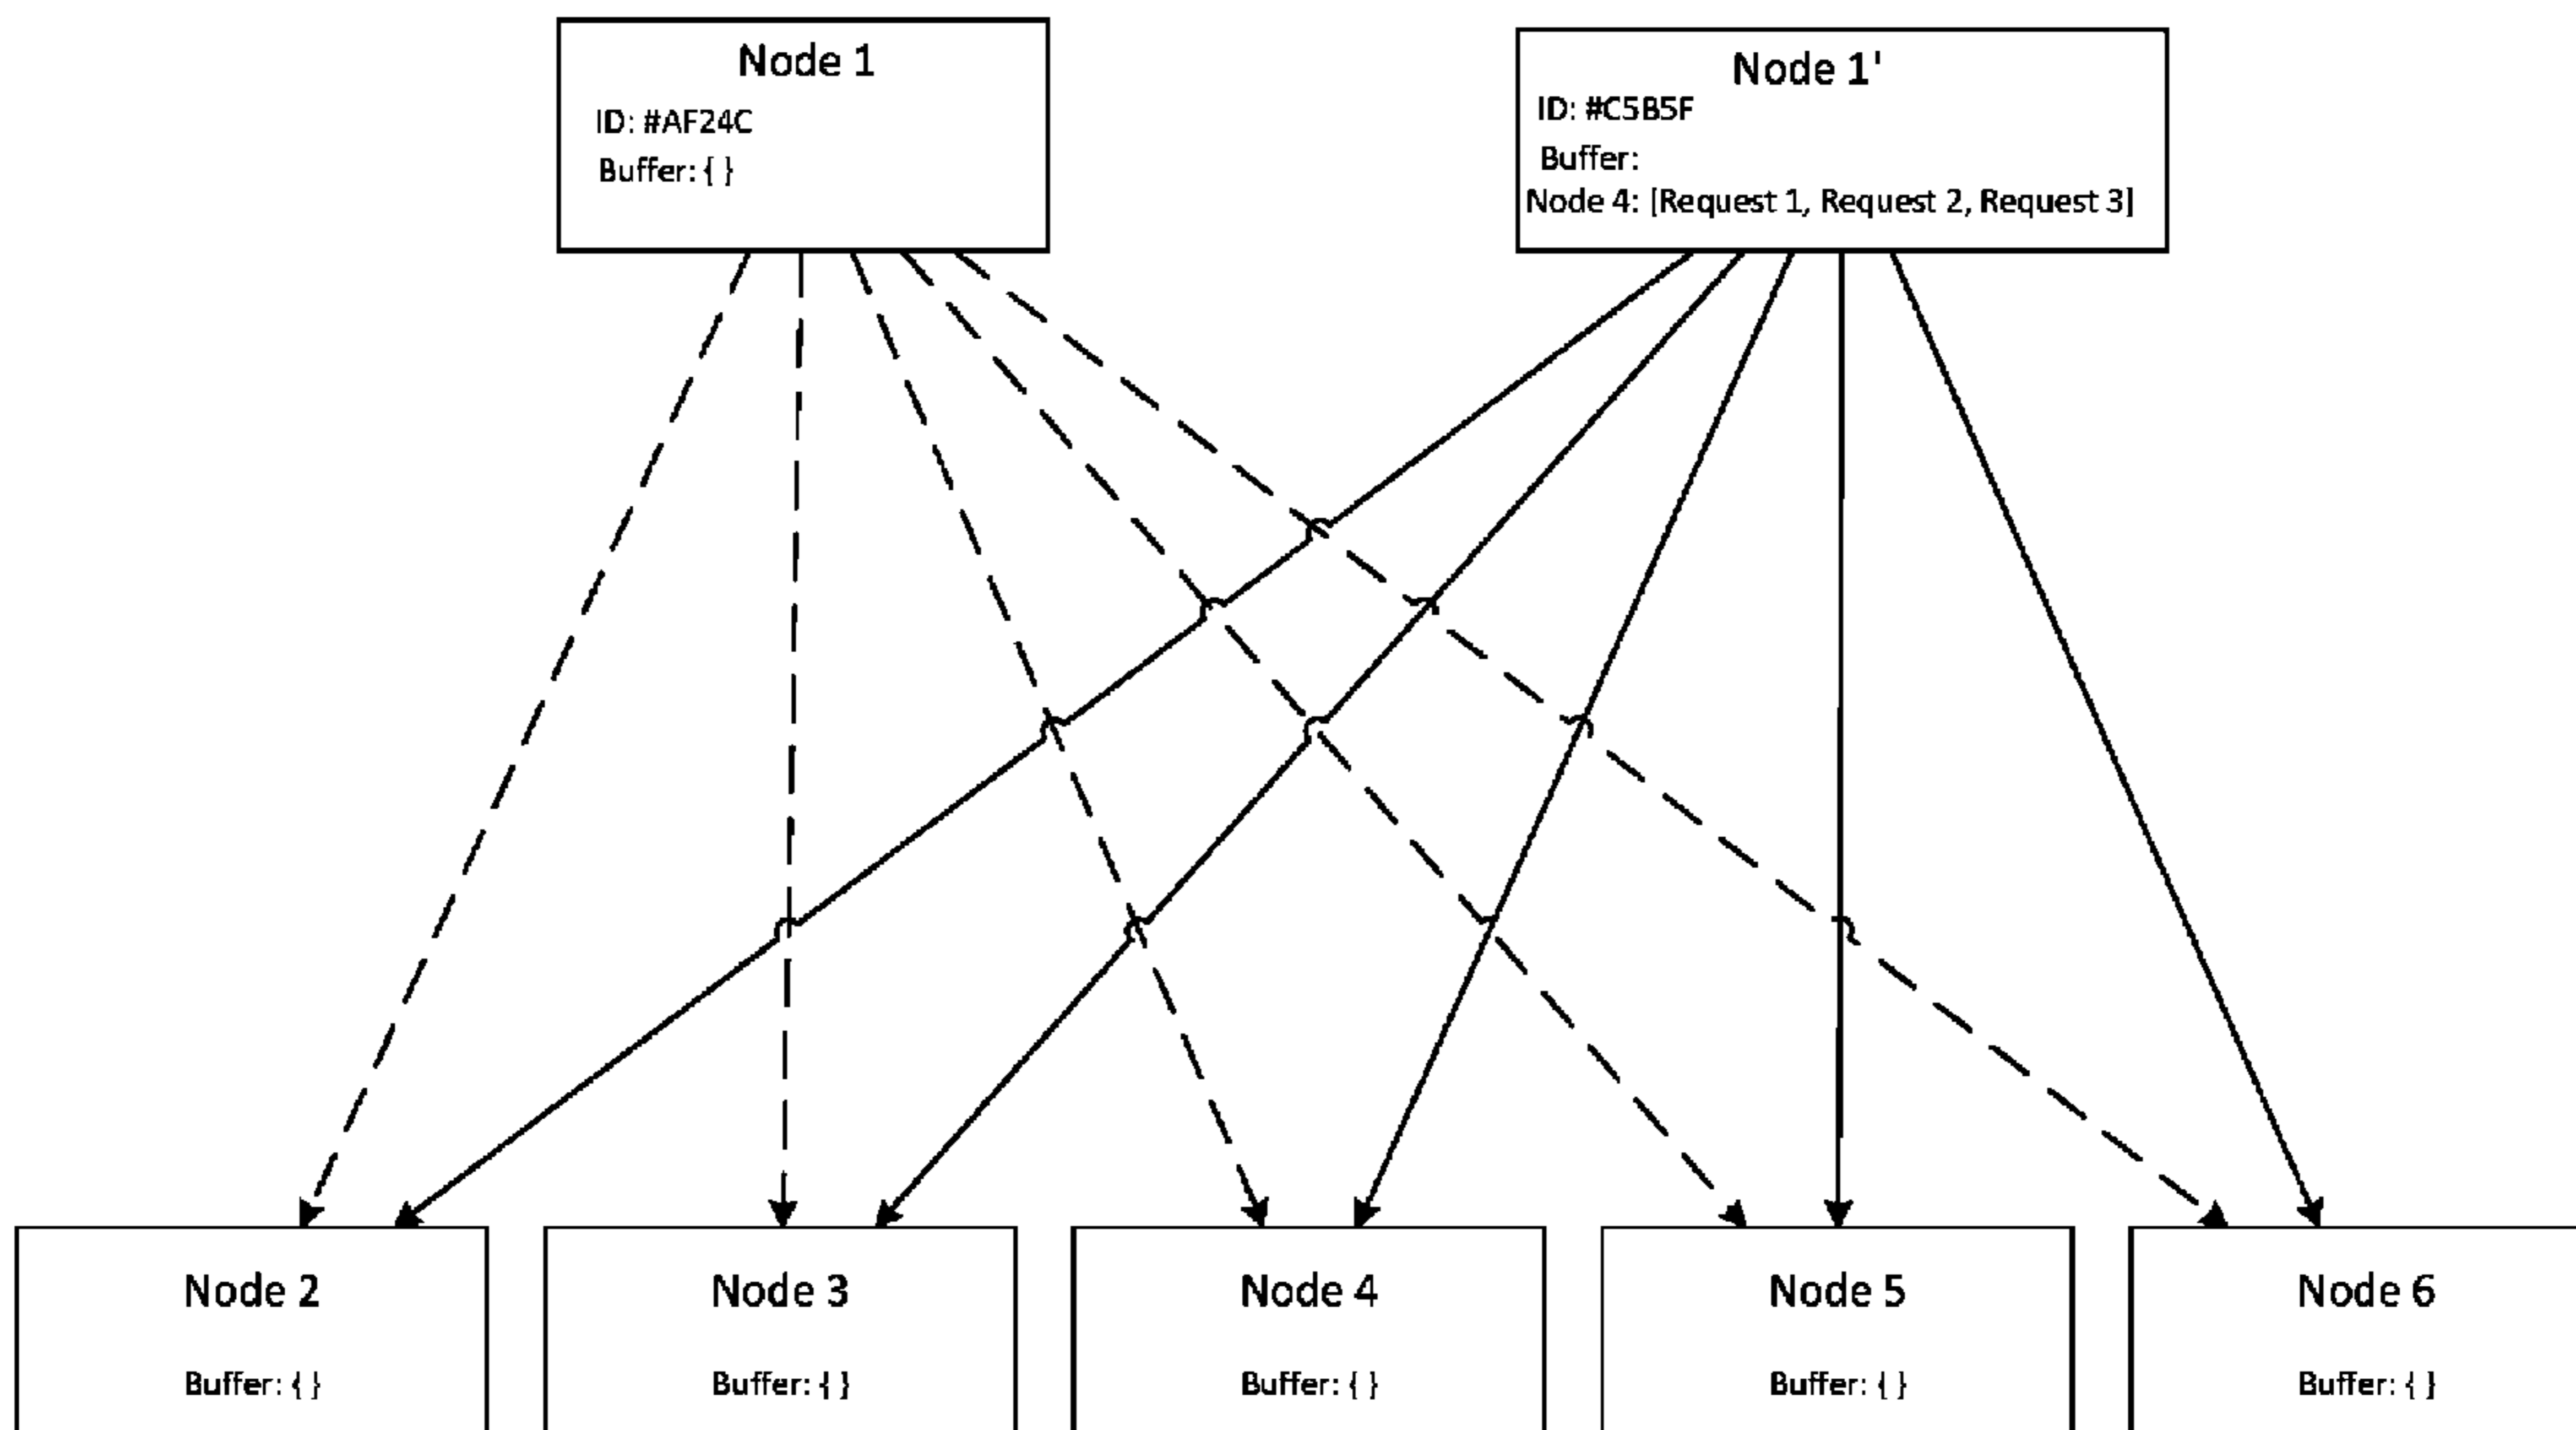 Node 1
ID: #AF24C
Buffer: { }
Node 1'
ID: #C5B5F
Buffer:
Node 4: [Request 1, Request 2, Request 3]
Node 2
Buffer: { }
Node 3
Buffer: { }
Node 4
Buffer: { }
Node 5
Buffer: { }
Node 6
Buffer: { }